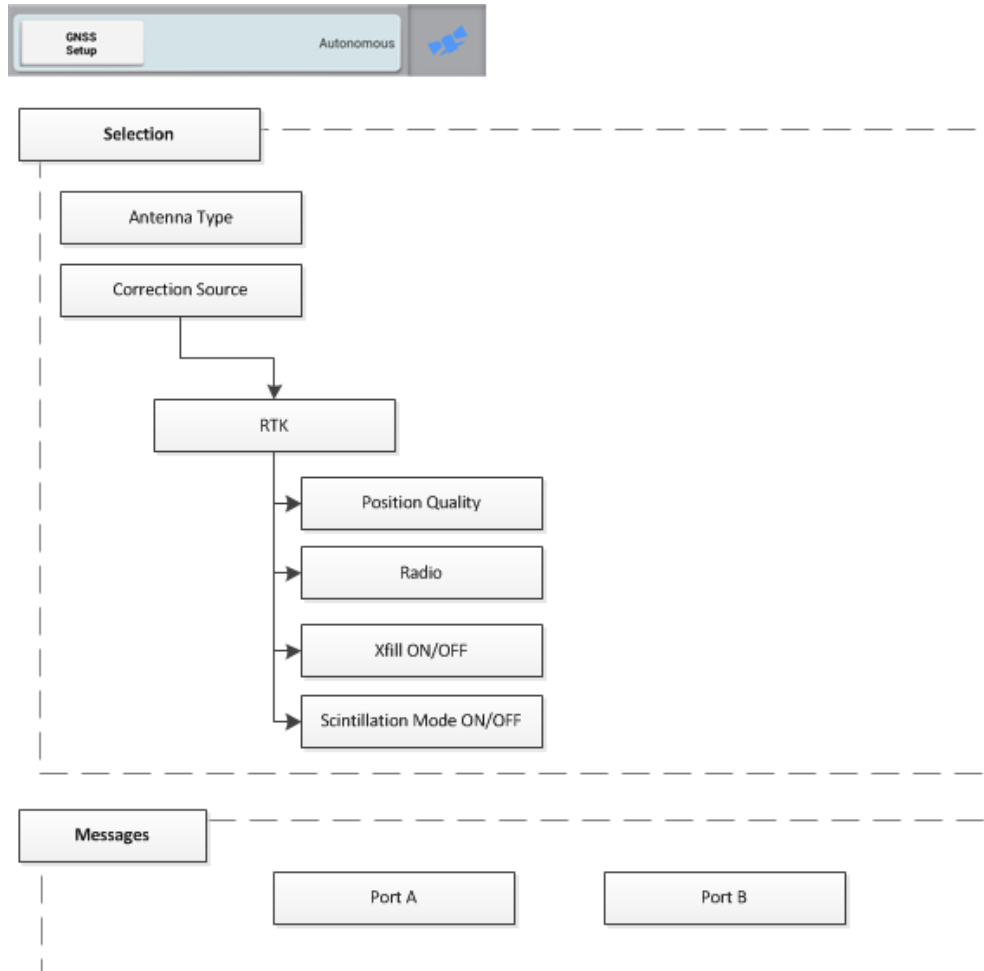 GNSS
Setup
Autonomous
Selection
Antenna Type
Correction Source
RTK
Position Quality
Radio
Xfill ON/OFF
Scintillation Mode ON/OFF
Messages
Port A
Port B